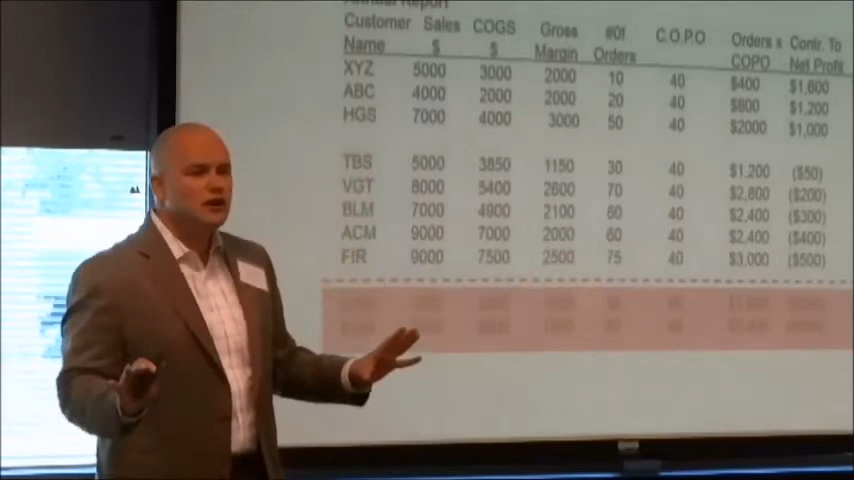 Annual Report
Customer Sales COGS Gross #Of C.O.P.O Orders x Contr. To
Name $ $ Margin Orders COPO Net Profit
XYZ 5000 3000 2000 10 40 $400 $1,600
ABC 4000 2000 2000 20 40 $800 $1,200
HGS 7000 4000 3000 50 40 $2000 $1,000
TBS 5000 3850 1150 30 40 $1,200 ($50)
VGT 8000 5400 2600 70 40 $2,800 ($200)
BLM 7000 4900 2100 60 40 $2,400 ($300)
ACM 9000 7000 2000 60 40 $2,400 ($400)
FIR 9000 7500 2500 75 40 $3,000 ($500)